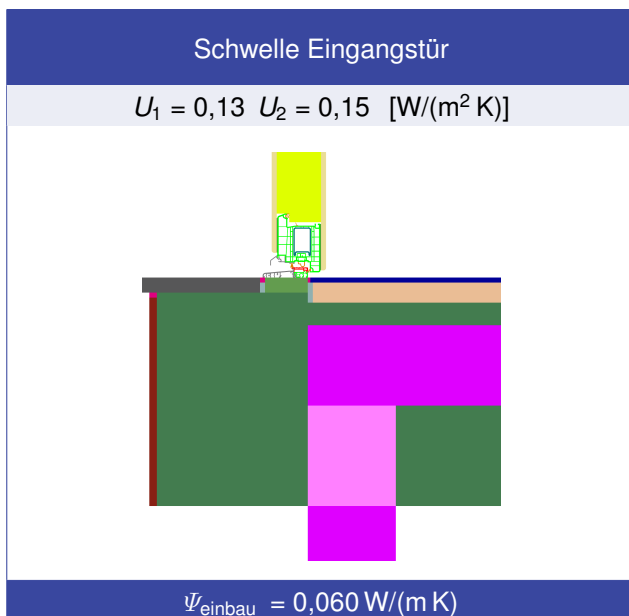 Schwelle Eingangstür
U₁ = 0,13 U₂ = 0,15 [W/(m² K)]
Ψeinbau = 0,060 W/(m K)